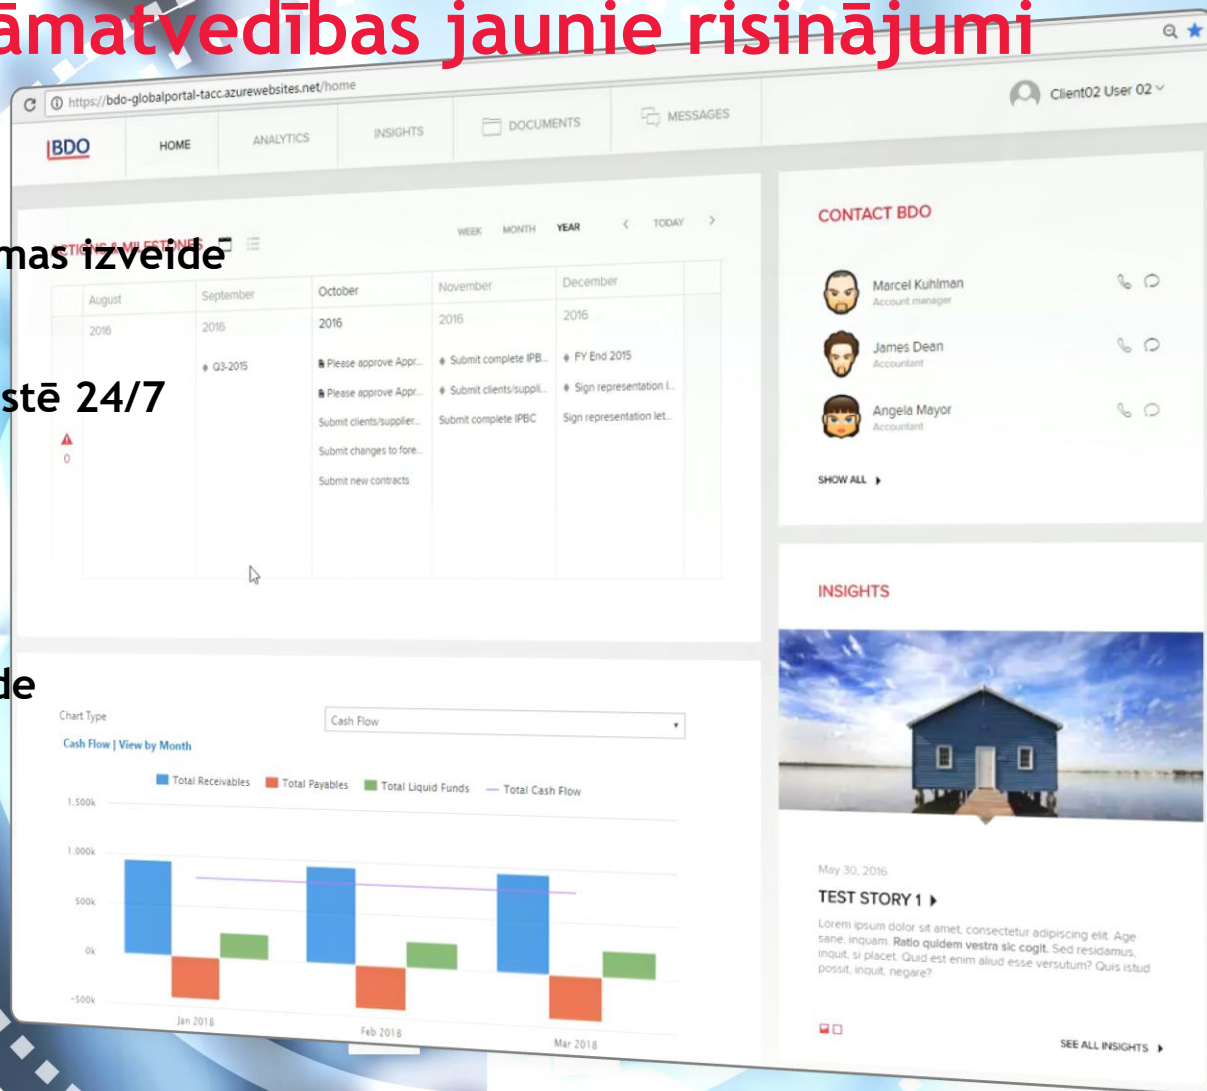 āmatvedības jaunie risinājumi
https://bdo-globalportal-tacc.azurewebsites.net/home
BDO
HOME
ANALYTICS
INSIGHTS
DOCUMENTS
MESSAGES
Client02 User 02
mas izveide
stē 24/7
de
ACTIONS & MILESTONES
WEEK MONTH YEAR < TODAY >
August September October November December
2016 2016 2016 2016 2016
Q3-2015
Please approve Appr...
Please approve Appr...
Submit clients/supplier...
Submit changes to fore...
Submit new contracts
Submit complete IPB...
Submit clients/suppli...
Submit complete IPBC
FY End 2015
Sign representation l...
Sign representation let...
0
CONTACT BDO
Marcel Kuhlman
Account manager
James Dean
Accountant
Angela Mayor
Accountant
SHOW ALL
Chart Type
Cash Flow
Cash Flow | View by Month
Total Receivables Total Payables Total Liquid Funds Total Cash Flow
1,500k
1,000k
500k
0k
-500k
Jan 2018 Feb 2018 Mar 2018
INSIGHTS
May 30, 2016
TEST STORY 1
Lorem ipsum dolor sit amet, consectetur adipiscing elit. Age
sane, inquam. Ratio quidem vestra sic cogit. Sed residamus,
inquit, si placet. Quid est enim aliud esse versutum? Quis istud
possit, inquit, negare?
SEE ALL INSIGHTS